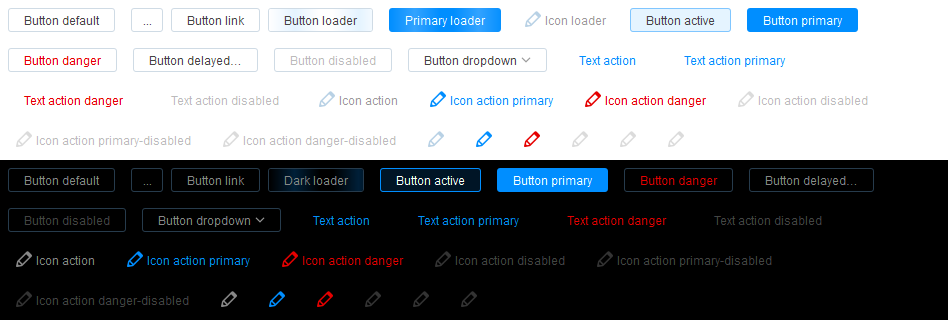 Button default ... Button link Button loader Primary loader Icon loader Button active Button primary
Button danger Button delayed... Button disabled Button dropdown Text action Text action primary
Text action danger Text action disabled Icon action Icon action primary Icon action danger Icon action disabled
Icon action primary-disabled Icon action danger-disabled
Button default ... Button link Dark loader Button active Button primary Button danger Button delayed...
Button disabled Button dropdown Text action Text action primary Text action danger Text action disabled
Icon action Icon action primary Icon action danger Icon action disabled Icon action primary-disabled
Icon action danger-disabled